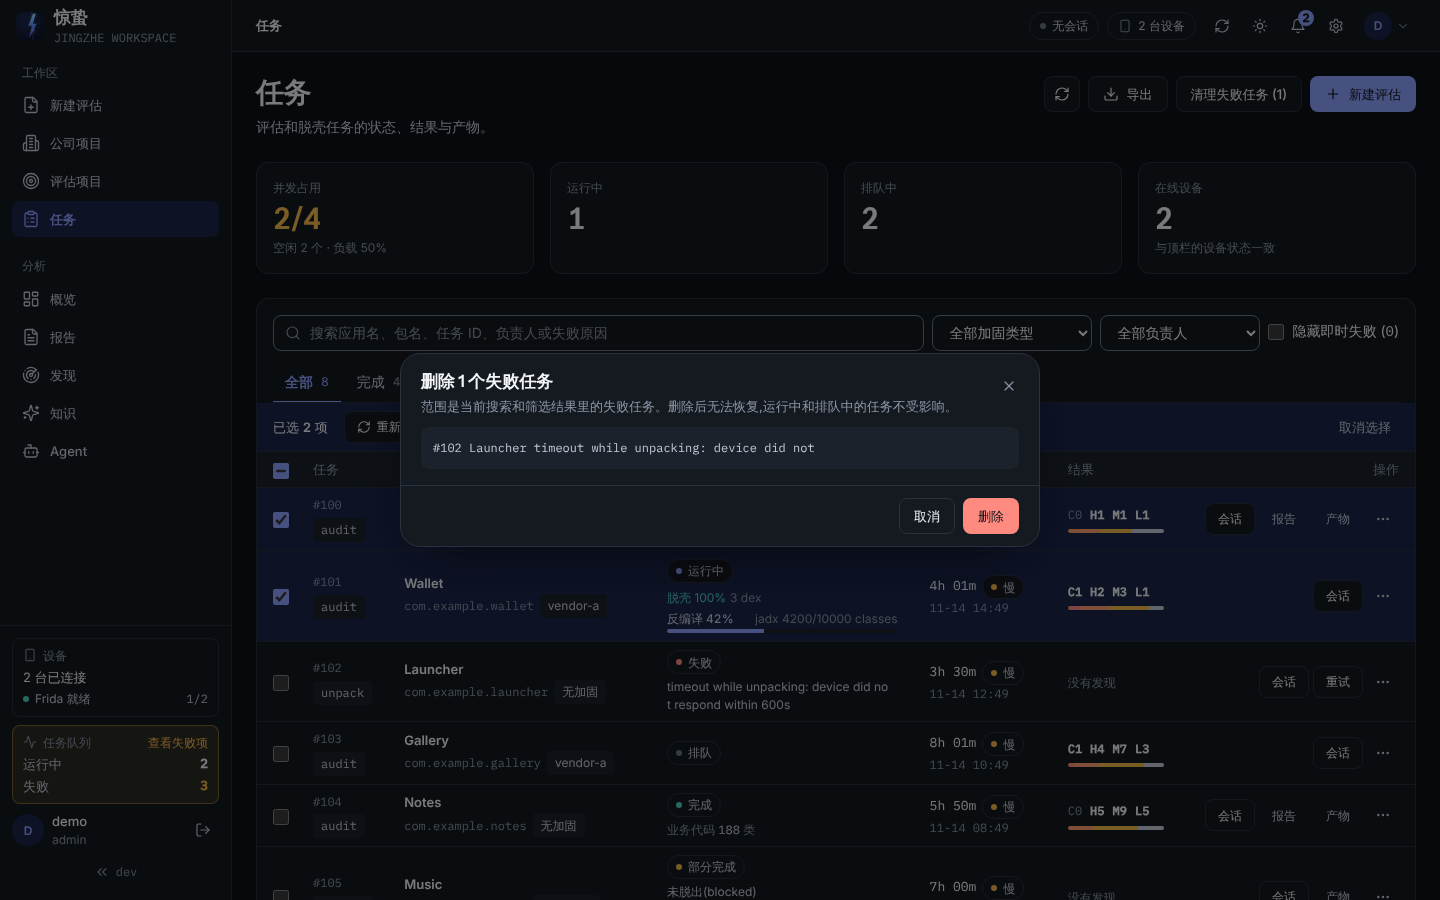 惊蛰
JINGZHE WORKSPACE
工作区
新建评估
公司项目
评估项目
任务
分析
概览
报告
发现
知识
Agent
设备
2 台已连接
Frida 就绪 1/2
任务队列 查看失败项
运行中 2
失败 3
D demo
admin
dev
任务
无会话
2 台设备
2
D
任务
评估和脱壳任务的状态、结果与产物。
导出
清理失败任务 (1)
新建评估
并发占用
2/4
空闲 2 个 · 负载 50%
运行中
1
排队中
2
在线设备
2
与顶栏的设备状态一致
搜索应用名、包名、任务 ID、负责人或失败原因
全部加固类型
全部负责人
隐藏即时失败 (0)
全部 8 完成 4
已选 2 项 重新 取消选择
任务 结果 操作
删除 1 个失败任务
范围是当前搜索和筛选结果里的失败任务。删除后无法恢复,运行中和排队中的任务不受影响。
#102 Launcher timeout while unpacking: device did not
取消 删除
#100
audit
C0 H1 M1 L1
会话 报告 产物
#101
audit
Wallet
com.example.wallet vendor-a
运行中
脱壳 100% 3 dex
反编译 42% jadx 4200/10000 classes
4h 01m 慢
11-14 14:49
C1 H2 M3 L1
会话
#102
unpack
Launcher
com.example.launcher 无加固
失败
timeout while unpacking: device did no
t respond within 600s
3h 30m 慢
11-14 12:49
没有发现
会话 重试
#103
audit
Gallery
com.example.gallery vendor-a
排队
8h 01m 慢
11-14 10:49
C1 H4 M7 L3
会话
#104
audit
Notes
com.example.notes 无加固
完成
业务代码 188 类
5h 50m 慢
11-14 08:49
C0 H5 M9 L5
会话 报告 产物
#105
Music
部分完成
未脱出(blocked)
7h 00m 慢
没有发现
会话 产物